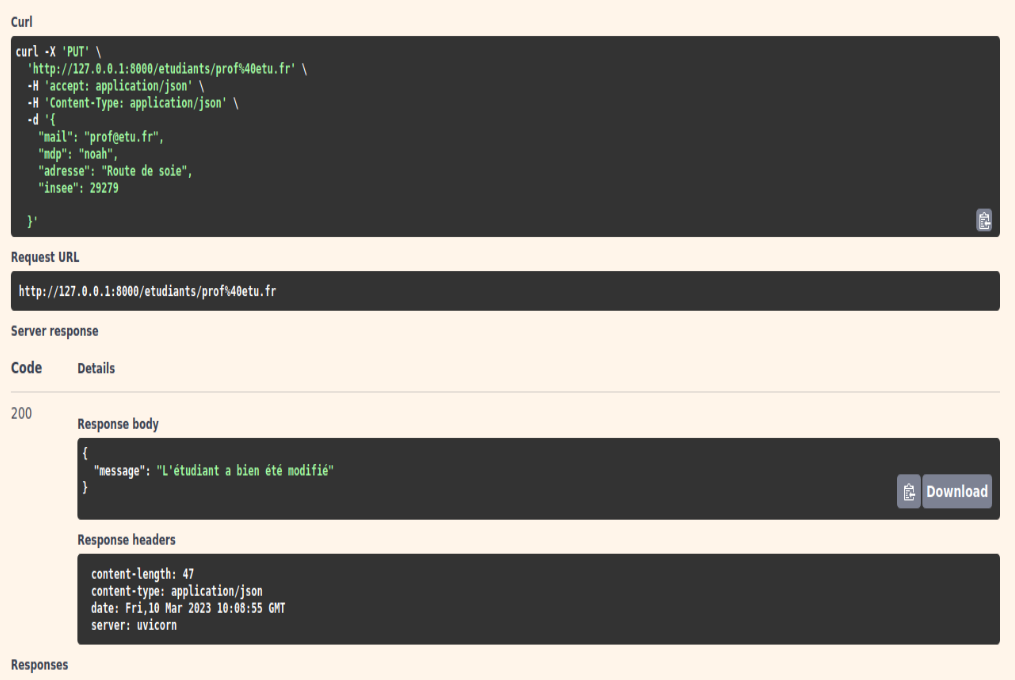 Curl
curl -X 'PUT' \
  'http://127.0.0.1:8000/etudiants/prof%40etu.fr' \
  -H 'accept: application/json' \
  -H 'Content-Type: application/json' \
  -d '{
    "mail": "prof@etu.fr",
    "mdp": "noah",
    "adresse": "Route de soie",
    "insee": 29279
  }'
Request URL
http://127.0.0.1:8000/etudiants/prof%40etu.fr
Server response
Code Details
200
Response body
{
  "message": "L'étudiant a bien été modifié"
}
Download
Response headers
content-length: 47
content-type: application/json
date: Fri,10 Mar 2023 10:08:55 GMT
server: uvicorn
Responses